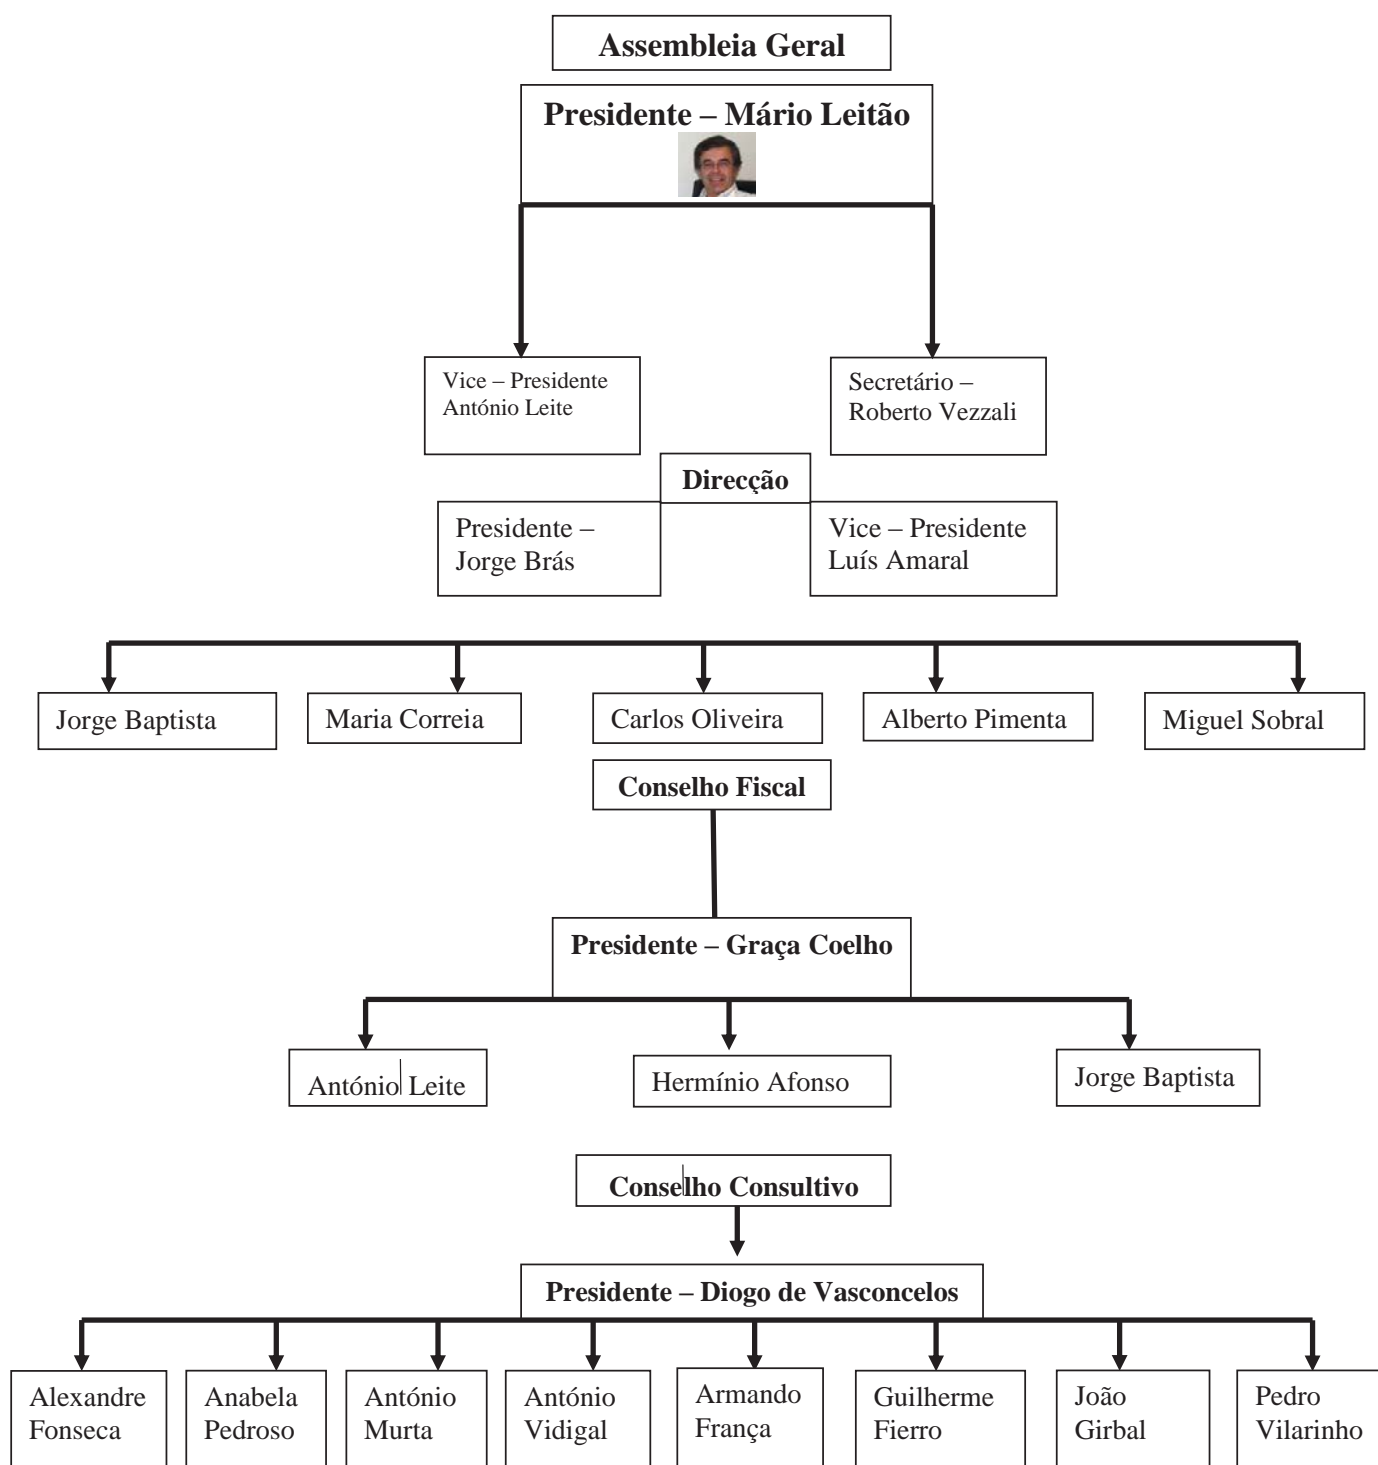 Assembleia Geral
Presidente – Mário Leitão
Vice – Presidente
António Leite
Secretário –
Roberto Vezzali
Direcção
Presidente –
Jorge Brás
Vice – Presidente
Luís Amaral
Jorge Baptista
Maria Correia
Carlos Oliveira
Alberto Pimenta
Miguel Sobral
Conselho Fiscal
Presidente – Graça Coelho
António Leite
Hermínio Afonso
Jorge Baptista
Conselho Consultivo
Presidente – Diogo de Vasconcelos
Alexandre
Fonseca
Anabela
Pedroso
António
Murta
António
Vidigal
Armando
França
Guilherme
Fierro
João
Girbal
Pedro
Vilarinho